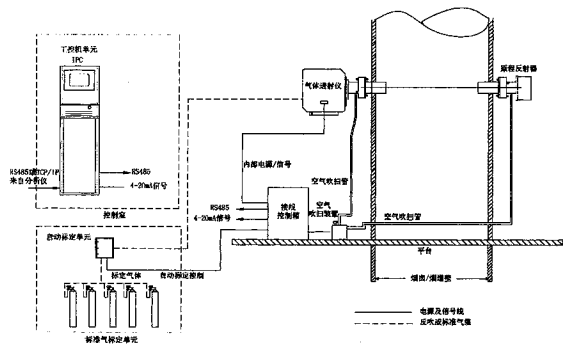 工控机单元
IPC
RS485或TCP/IP
来自分析仪
RS485
4-20mA信号
控制室
气体透射仪
原程反射器
内部电源/信号
空气吹扫管
RS485
4-20mA信号
接线
控制箱
空气
吹扫装置
空气吹扫管
平台
烟囱/烟道壁
自动标定单元
标定气体
自动标定控制
标准气标定单元
电源及信号线
反吹或标准气缆